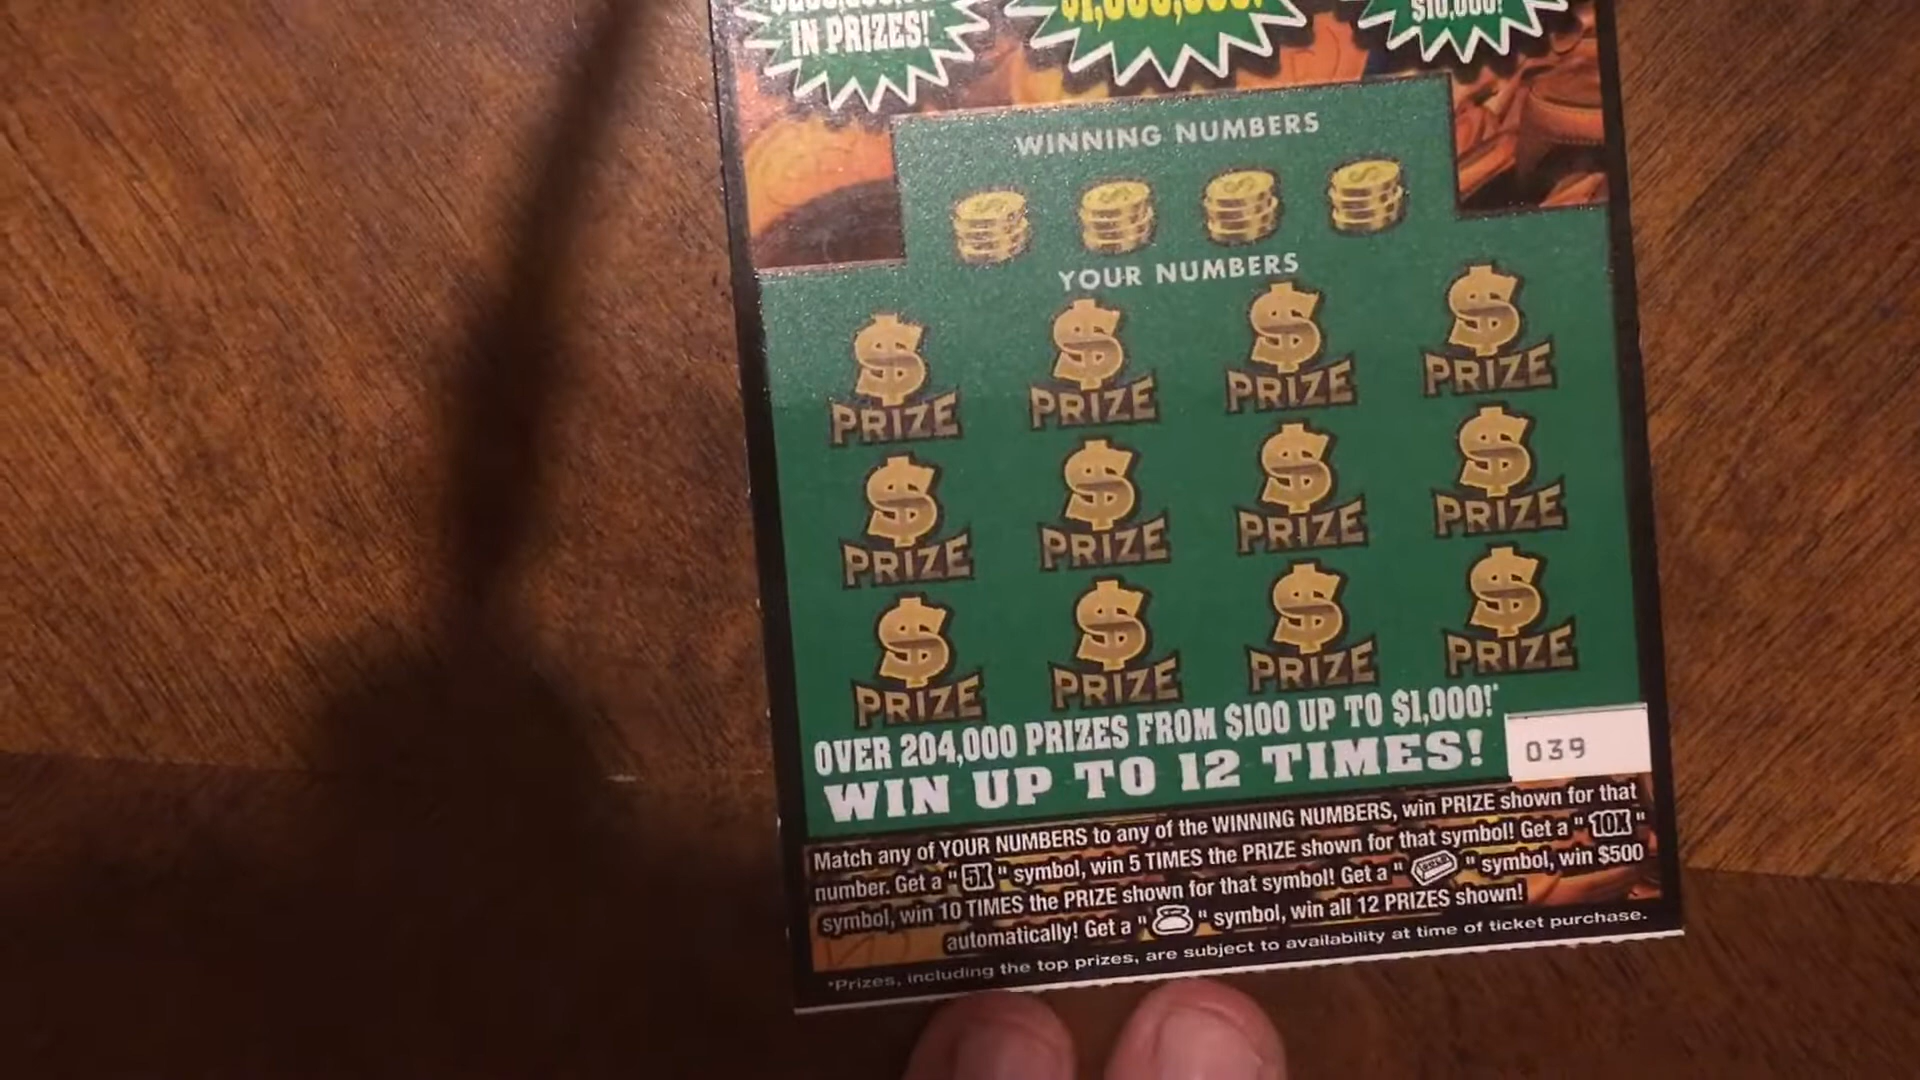 IN PRIZES!*
$10,000!
WINNING NUMBERS
YOUR NUMBERS
PRIZE PRIZE PRIZE PRIZE
PRIZE PRIZE PRIZE PRIZE
PRIZE PRIZE PRIZE PRIZE
OVER 204,000 PRIZES FROM $100 UP TO $1,000!*
WIN UP TO 12 TIMES!
039
Match any of YOUR NUMBERS to any of the WINNING NUMBERS, win PRIZE shown for that
number. Get a "5X" symbol, win 5 TIMES the PRIZE shown for that symbol! Get a "10X"
symbol, win 10 TIMES the PRIZE shown for that symbol! Get a " " symbol, win $500
automatically! Get a " " symbol, win all 12 PRIZES shown!
*Prizes, including the top prizes, are subject to availability at time of ticket purchase.